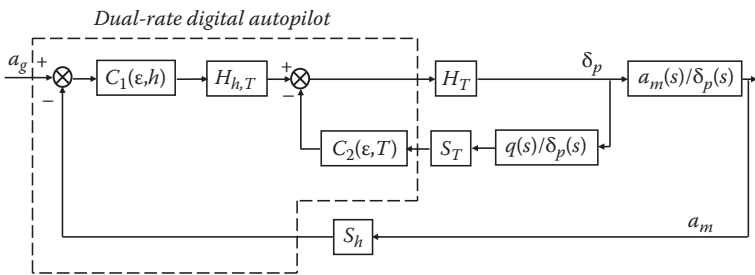 Dual-rate digital autopilot
a_g
+
−
C_1(ε,h)
H_{h,T}
+
−
H_T
δ_p
a_m(s)/δ_p(s)
C_2(ε,T)
S_T
q(s)/δ_p(s)
S_h
a_m